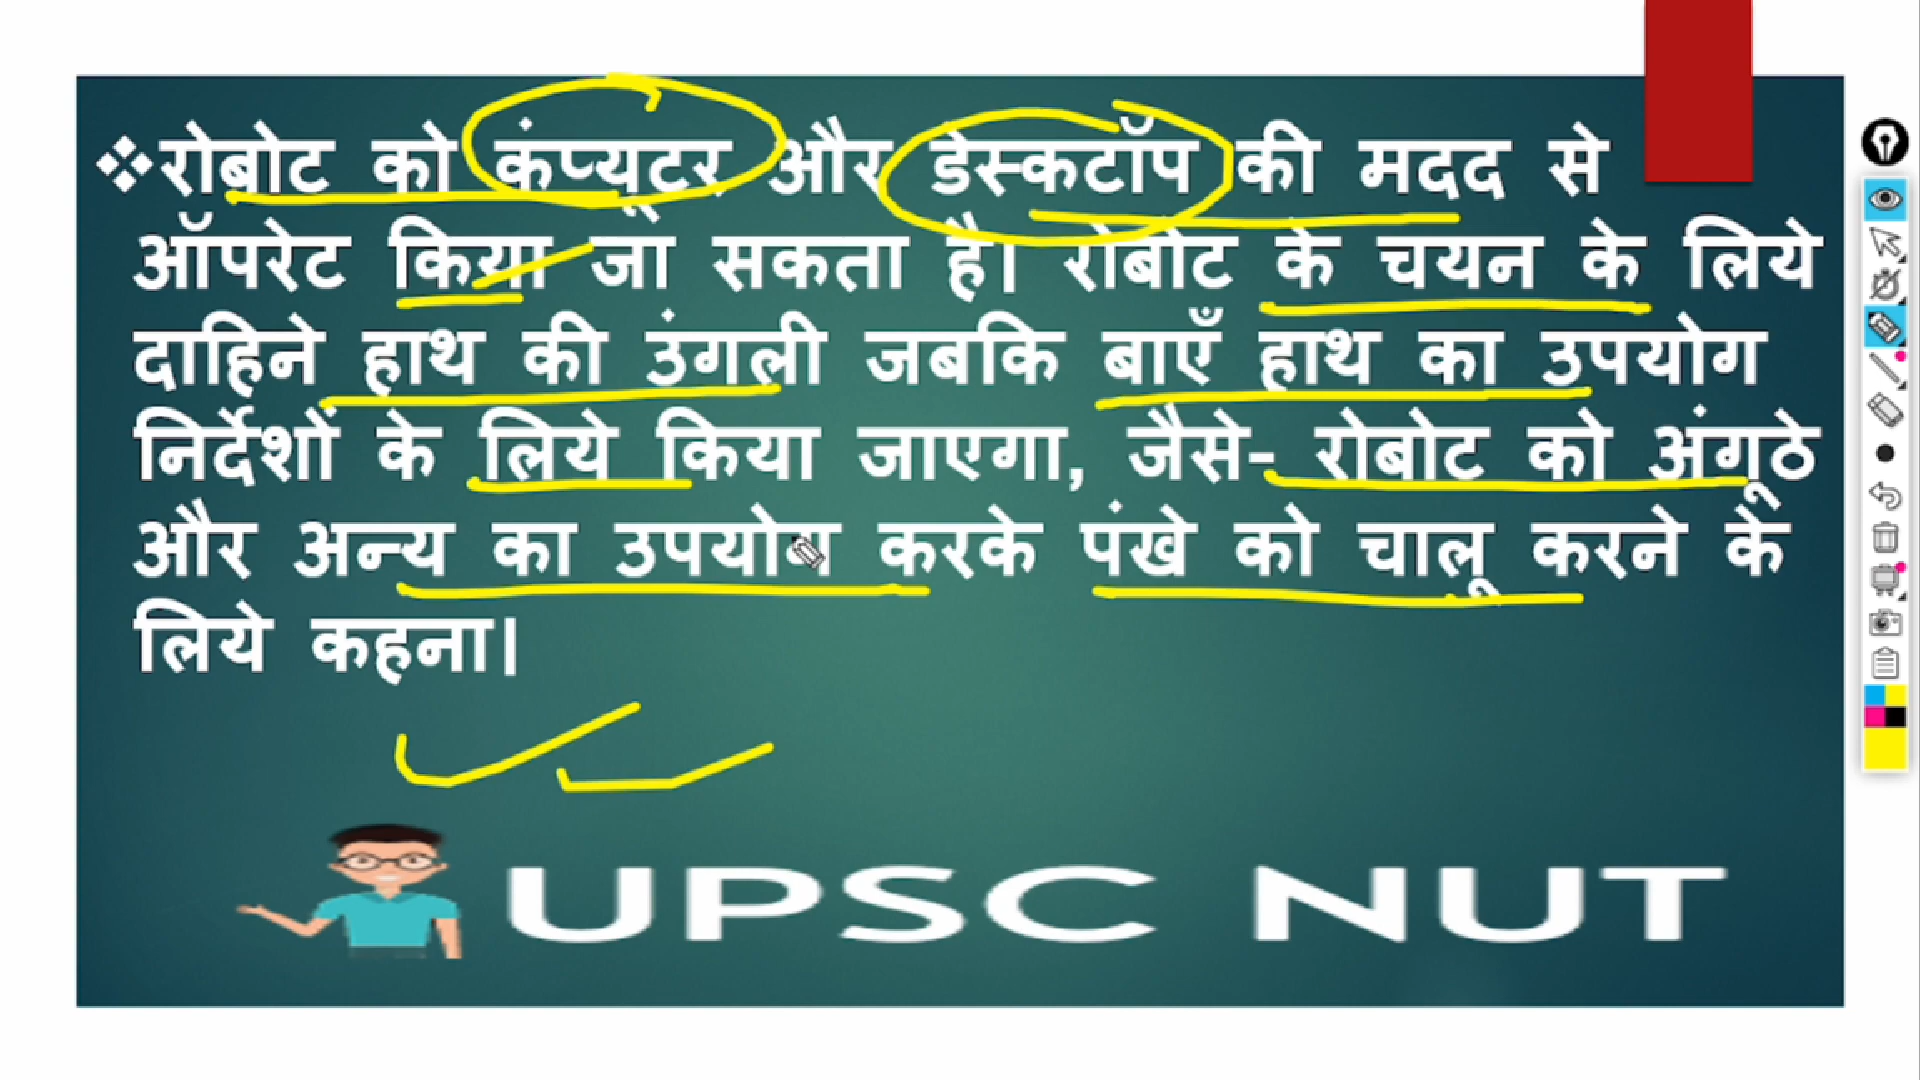 ❖रोबोट को कंप्यूटर और डेस्कटॉप की मदद से
ऑपरेट किया जा सकता है। रोबोट के चयन के लिये
दाहिने हाथ की उंगली जबकि बाएँ हाथ का उपयोग
निर्देशों के लिये किया जाएगा, जैसे- रोबोट को अंगूठे
और अन्य का उपयोग करके पंखे को चालू करने के
लिये कहना।
UPSC NUT